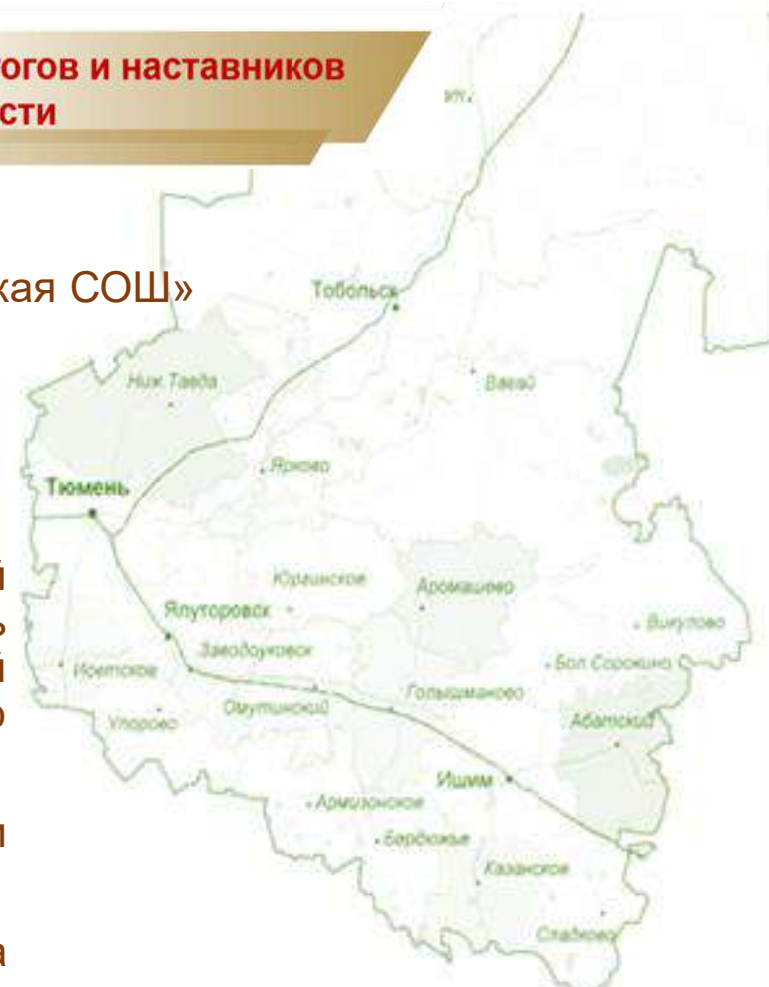 тогов и наставников
сти
кая СОШ»
Тобольск
Ниж Тавда
Вагай
Ярково
Тюмень
Юргинское
Аромашево
й
Ялуторовск
Викулово
ь
Заводоуковск
Бол Сорокино
й
Исетское
Омутинский
Голышманово
Упорово
Абатский
о
Ишим
Армизонское
и
Бердюжье
Казанское
Сладково
а